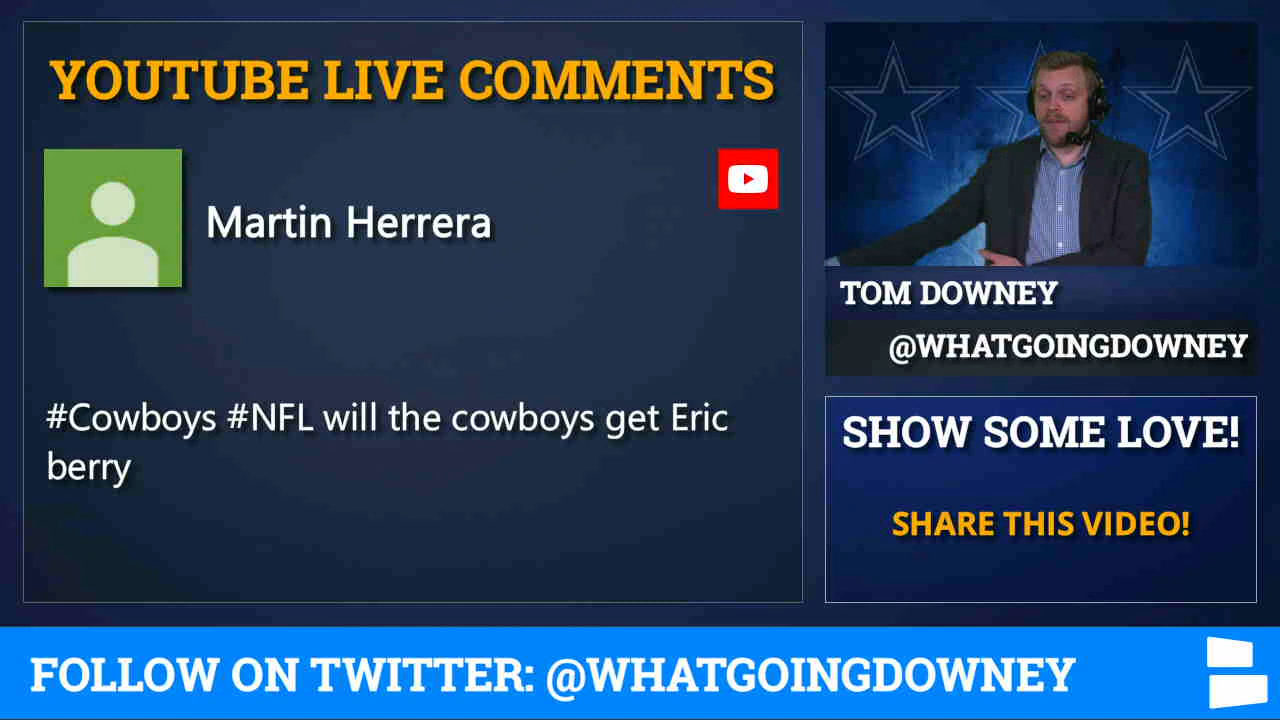 YOUTUBE LIVE COMMENTS
Martin Herrera
#Cowboys #NFL will the cowboys get Eric
berry
TOM DOWNEY
@WHATGOINGDOWNEY
SHOW SOME LOVE!
SHARE THIS VIDEO!
FOLLOW ON TWITTER: @WHATGOINGDOWNEY